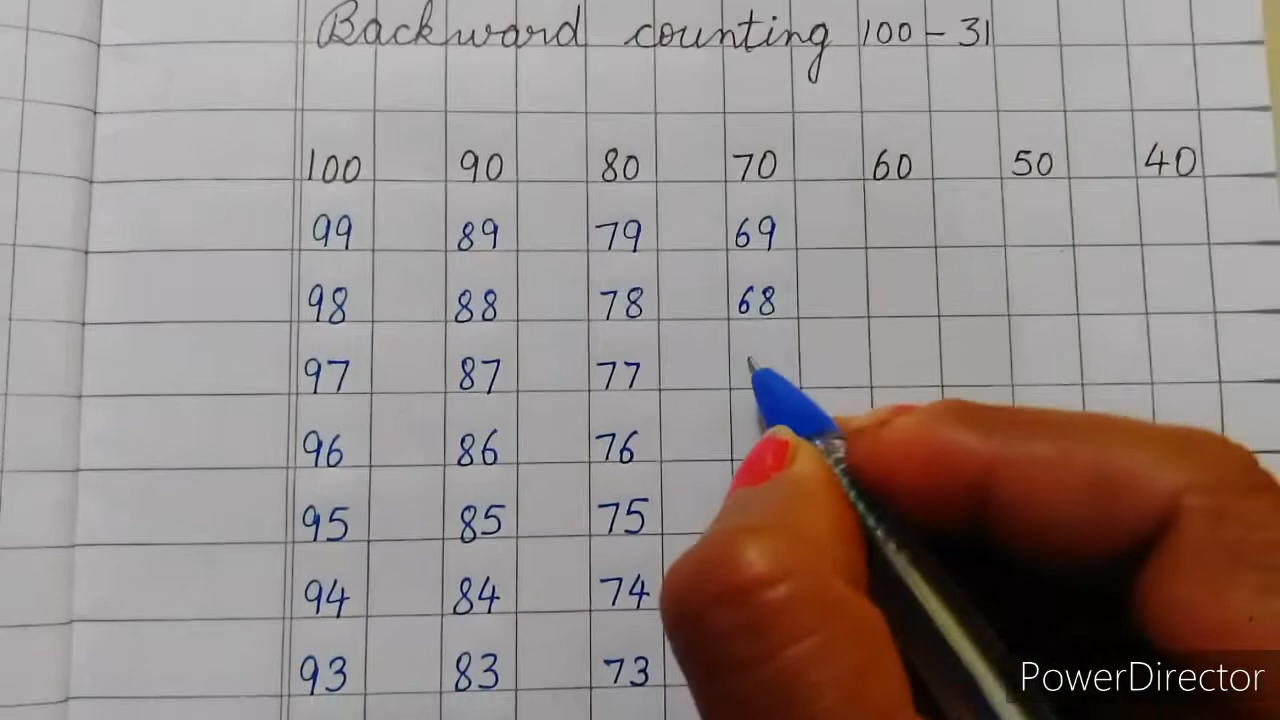 Backward counting 100-31
100 90 80 70 60 50 40
99 89 79 69
98 88 78 68
97 87 77
96 86 76
95 85 75
94 84 74
93 83 73
PowerDirector